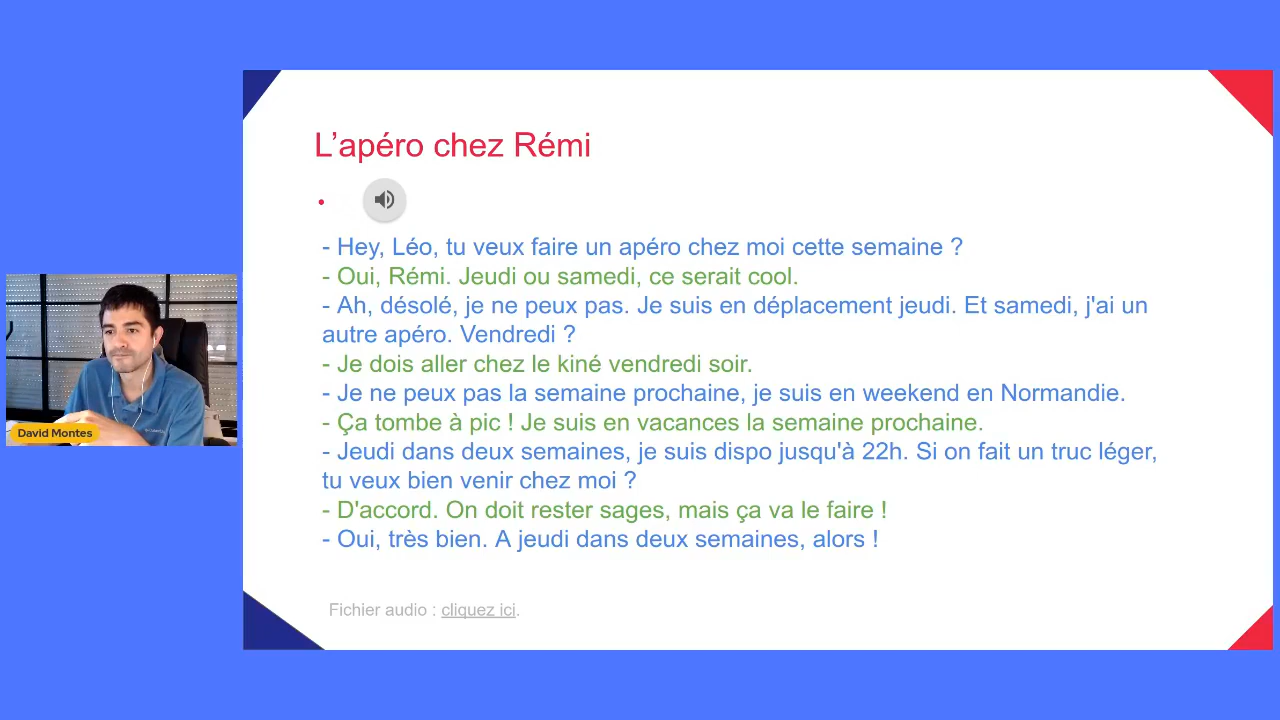 L’apéro chez Rémi
- Hey, Léo, tu veux faire un apéro chez moi cette semaine ?
- Oui, Rémi. Jeudi ou samedi, ce serait cool.
- Ah, désolé, je ne peux pas. Je suis en déplacement jeudi. Et samedi, j'ai un
autre apéro. Vendredi ?
- Je dois aller chez le kiné vendredi soir.
- Je ne peux pas la semaine prochaine, je suis en weekend en Normandie.
- Ça tombe à pic ! Je suis en vacances la semaine prochaine.
- Jeudi dans deux semaines, je suis dispo jusqu'à 22h. Si on fait un truc léger,
tu veux bien venir chez moi ?
- D'accord. On doit rester sages, mais ça va le faire !
- Oui, très bien. A jeudi dans deux semaines, alors !
Fichier audio : cliquez ici.
David Montes